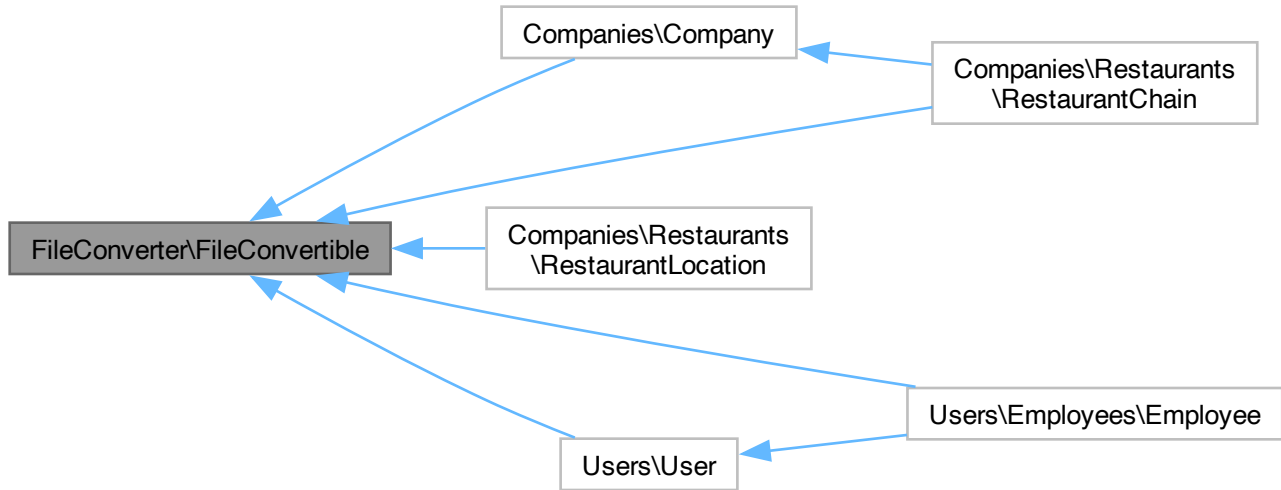 Companies\Company
Companies\Restaurants
\RestaurantChain
FileConverter\FileConvertible
Companies\Restaurants
\RestaurantLocation
Users\Employees\Employee
Users\User